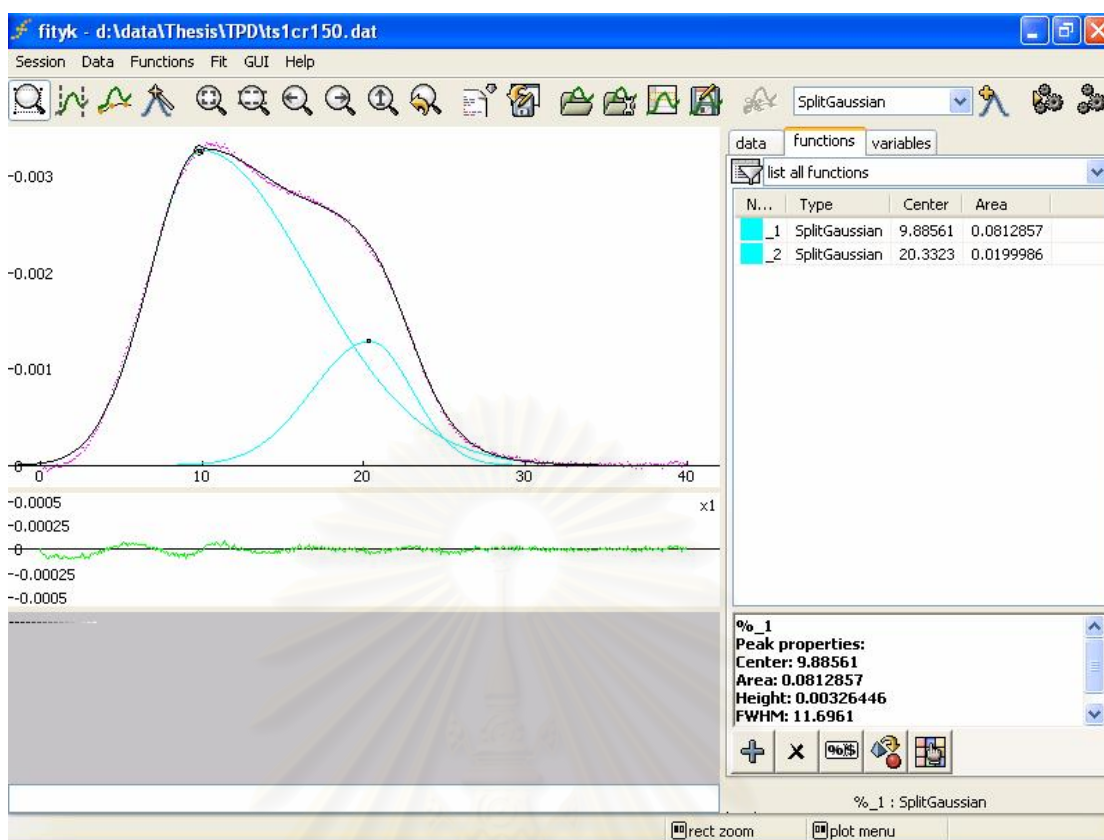 fityk - d:\data\Thesis\TPD\ts1cr150.dat
Session Data Functions Fit GUI Help
SplitGaussian
data functions variables
list all functions
N... Type Center Area
_1 SplitGaussian 9.88561 0.0812857
_2 SplitGaussian 20.3323 0.0199986
-0.003
-0.002
-0.001
0
0 10 20 30 40
-0.0005
-0.00025
0
--0.00025
--0.0005
x1
%_1
Peak properties:
Center: 9.88561
Area: 0.0812857
Height: 0.00326446
FWHM: 11.6961
%_1 : SplitGaussian
rect zoom plot menu